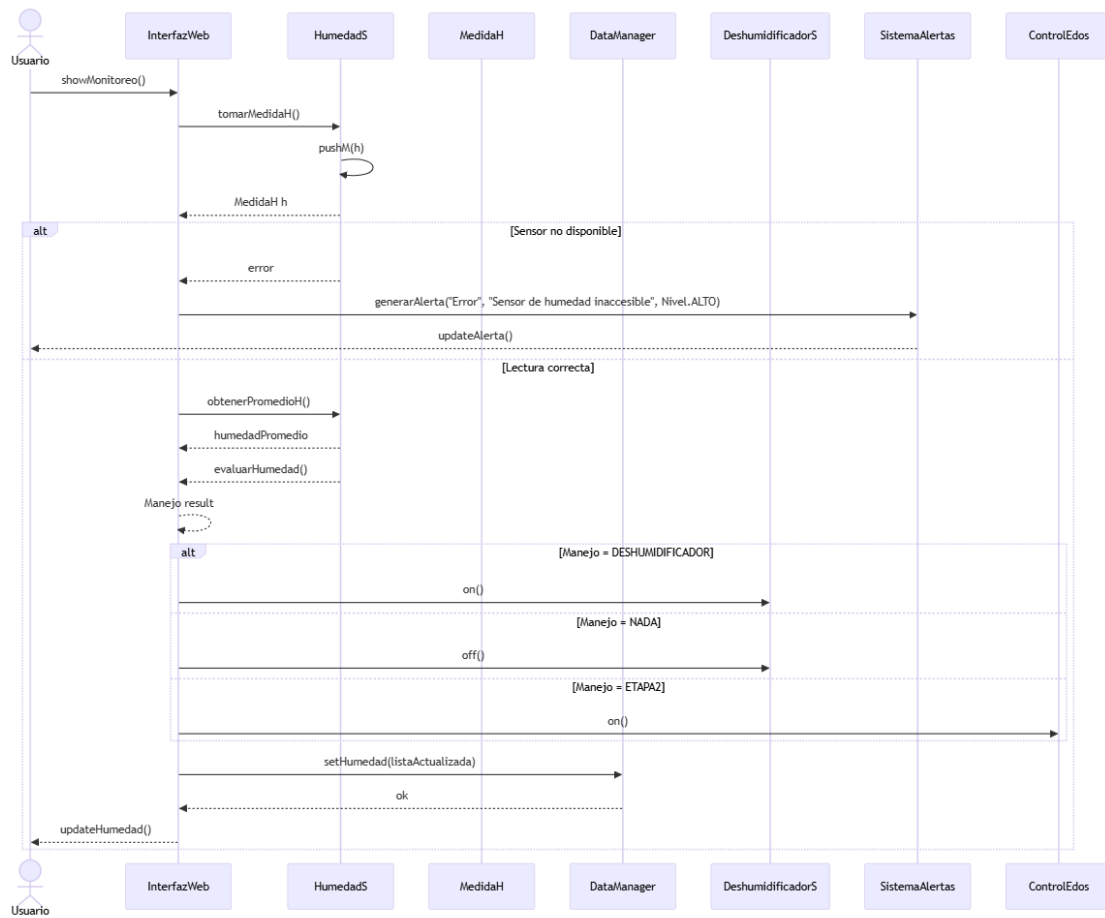 InterfazWeb
HumedadS
MedidaH
DataManager
DeshumidificadorS
SistemaAlertas
ControlEdos
Usuario
showMonitoreo()
tomarMedidaH()
pushM(h)
MedidaH h
alt
[Sensor no disponible]
error
generarAlerta("Error", "Sensor de humedad inaccesible", Nivel.ALTO)
updateAlerta()
[Lectura correcta]
obtenerPromedioH()
humedadPromedio
evaluarHumedad()
Manejo result
alt
[Manejo = DESHUMIDIFICADOR]
on()
[Manejo = NADA]
off()
[Manejo = ETAPA2]
on()
setHumedad(listaActualizada)
ok
updateHumedad()
InterfazWeb
HumedadS
MedidaH
DataManager
DeshumidificadorS
SistemaAlertas
ControlEdos
Usuario